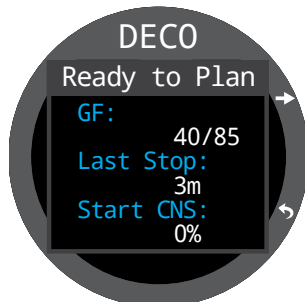 DECO
Ready to Plan
GF:
40/85
Last Stop:
3m
Start CNS:
0%